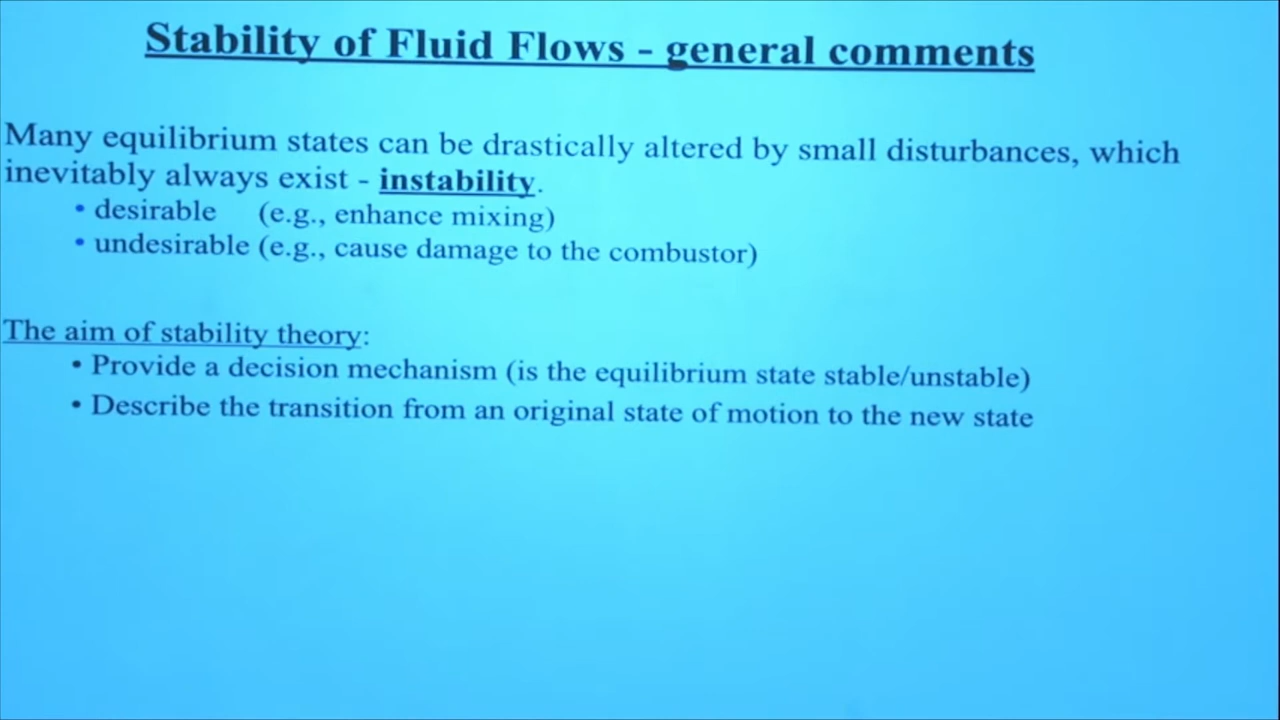 Stability of Fluid Flows - general comments
Many equilibrium states can be drastically altered by small disturbances, which
inevitably always exist - instability.
• desirable (e.g., enhance mixing)
• undesirable (e.g., cause damage to the combustor)
The aim of stability theory:
• Provide a decision mechanism (is the equilibrium state stable/unstable)
• Describe the transition from an original state of motion to the new state